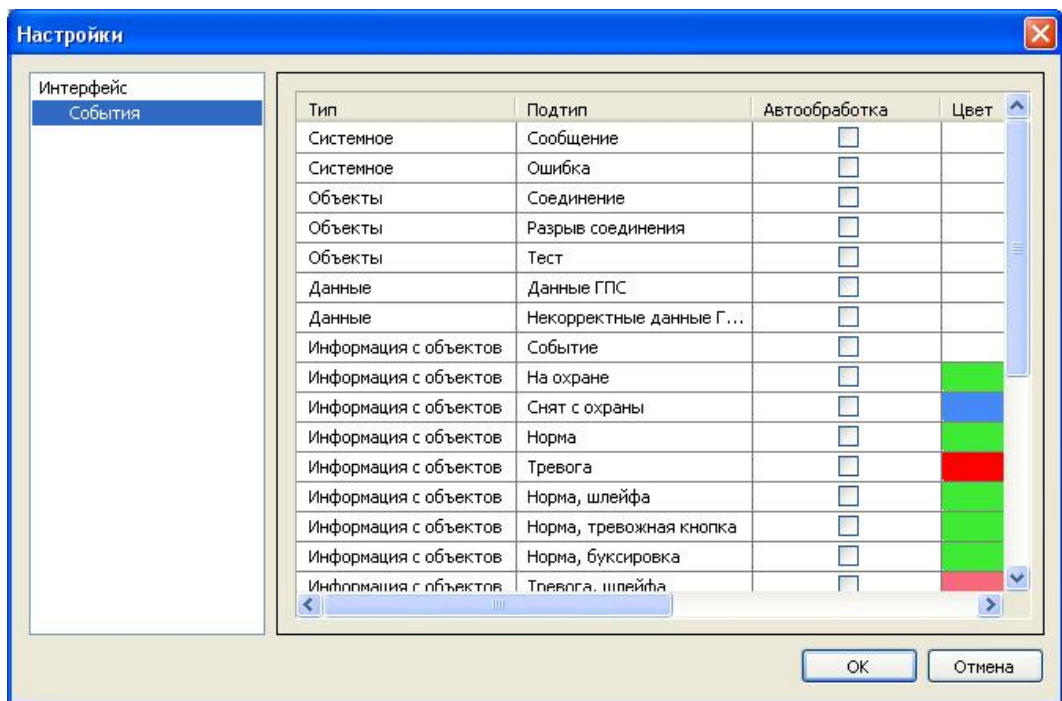 Настройки
Интерфейс
События
Тип Подтип Автообработка Цвет
Системное Сообщение
Системное Ошибка
Объекты Соединение
Объекты Разрыв соединения
Объекты Тест
Данные Данные ГПС
Данные Некорректные данные Г...
Информация с объектов Событие
Информация с объектов На охране
Информация с объектов Снят с охраны
Информация с объектов Норма
Информация с объектов Тревога
Информация с объектов Норма, шлейфа
Информация с объектов Норма, тревожная кнопка
Информация с объектов Норма, буксировка
Информация с объектов Тревога, шлейфа
OK Отмена